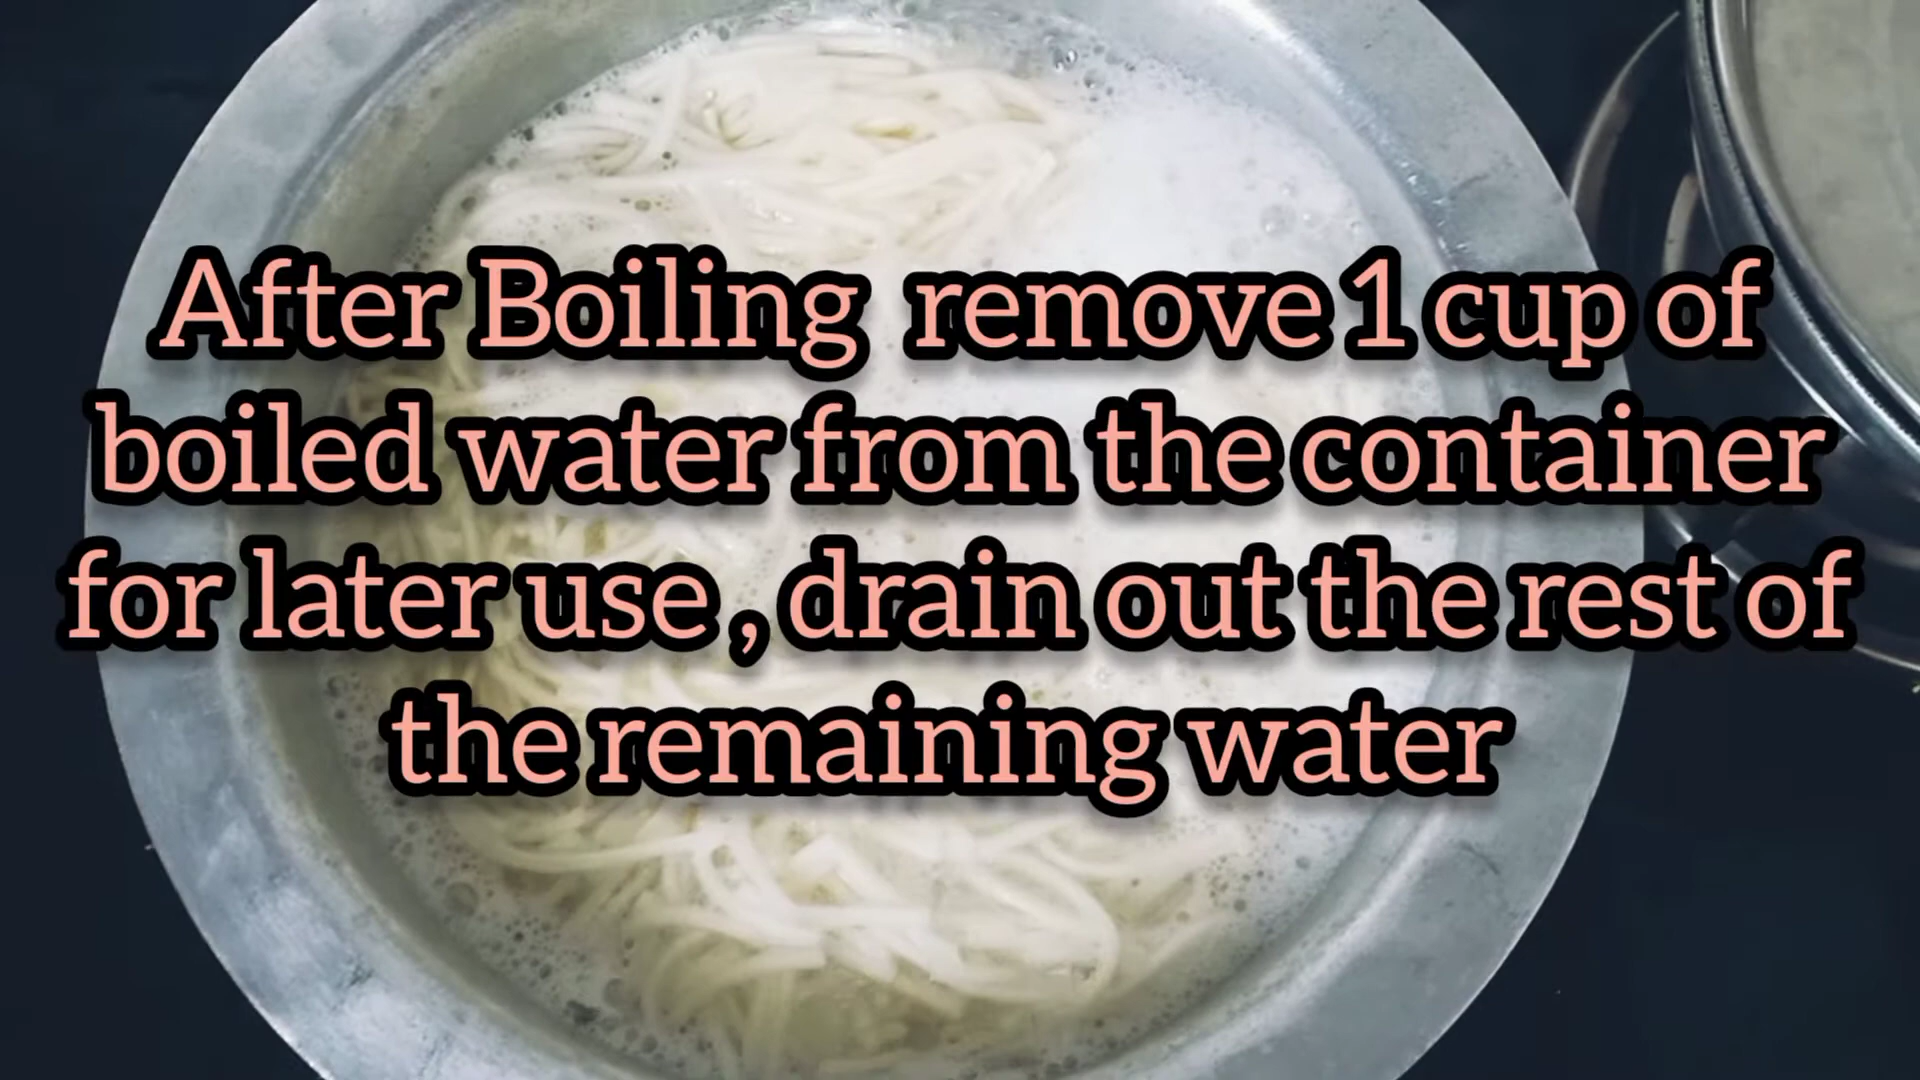 After Boiling remove 1 cup of
boiled water from the container
for later use , drain out the rest of
the remaining water